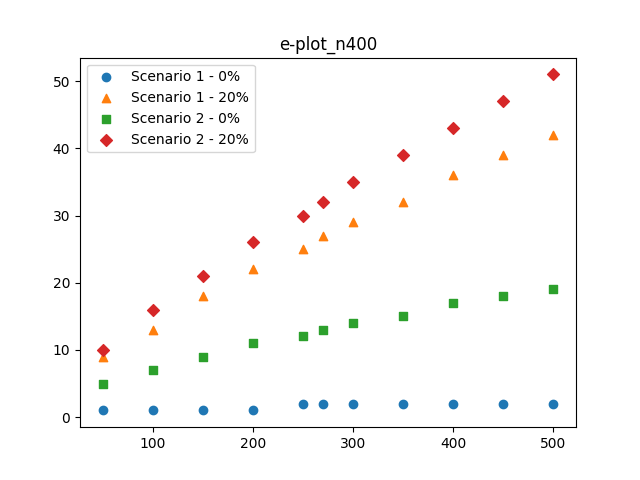 e-plot_n400
Scenario 1 - 0%
Scenario 1 - 20%
Scenario 2 - 0%
Scenario 2 - 20%
50
40
30
20
10
0
100 200 300 400 500